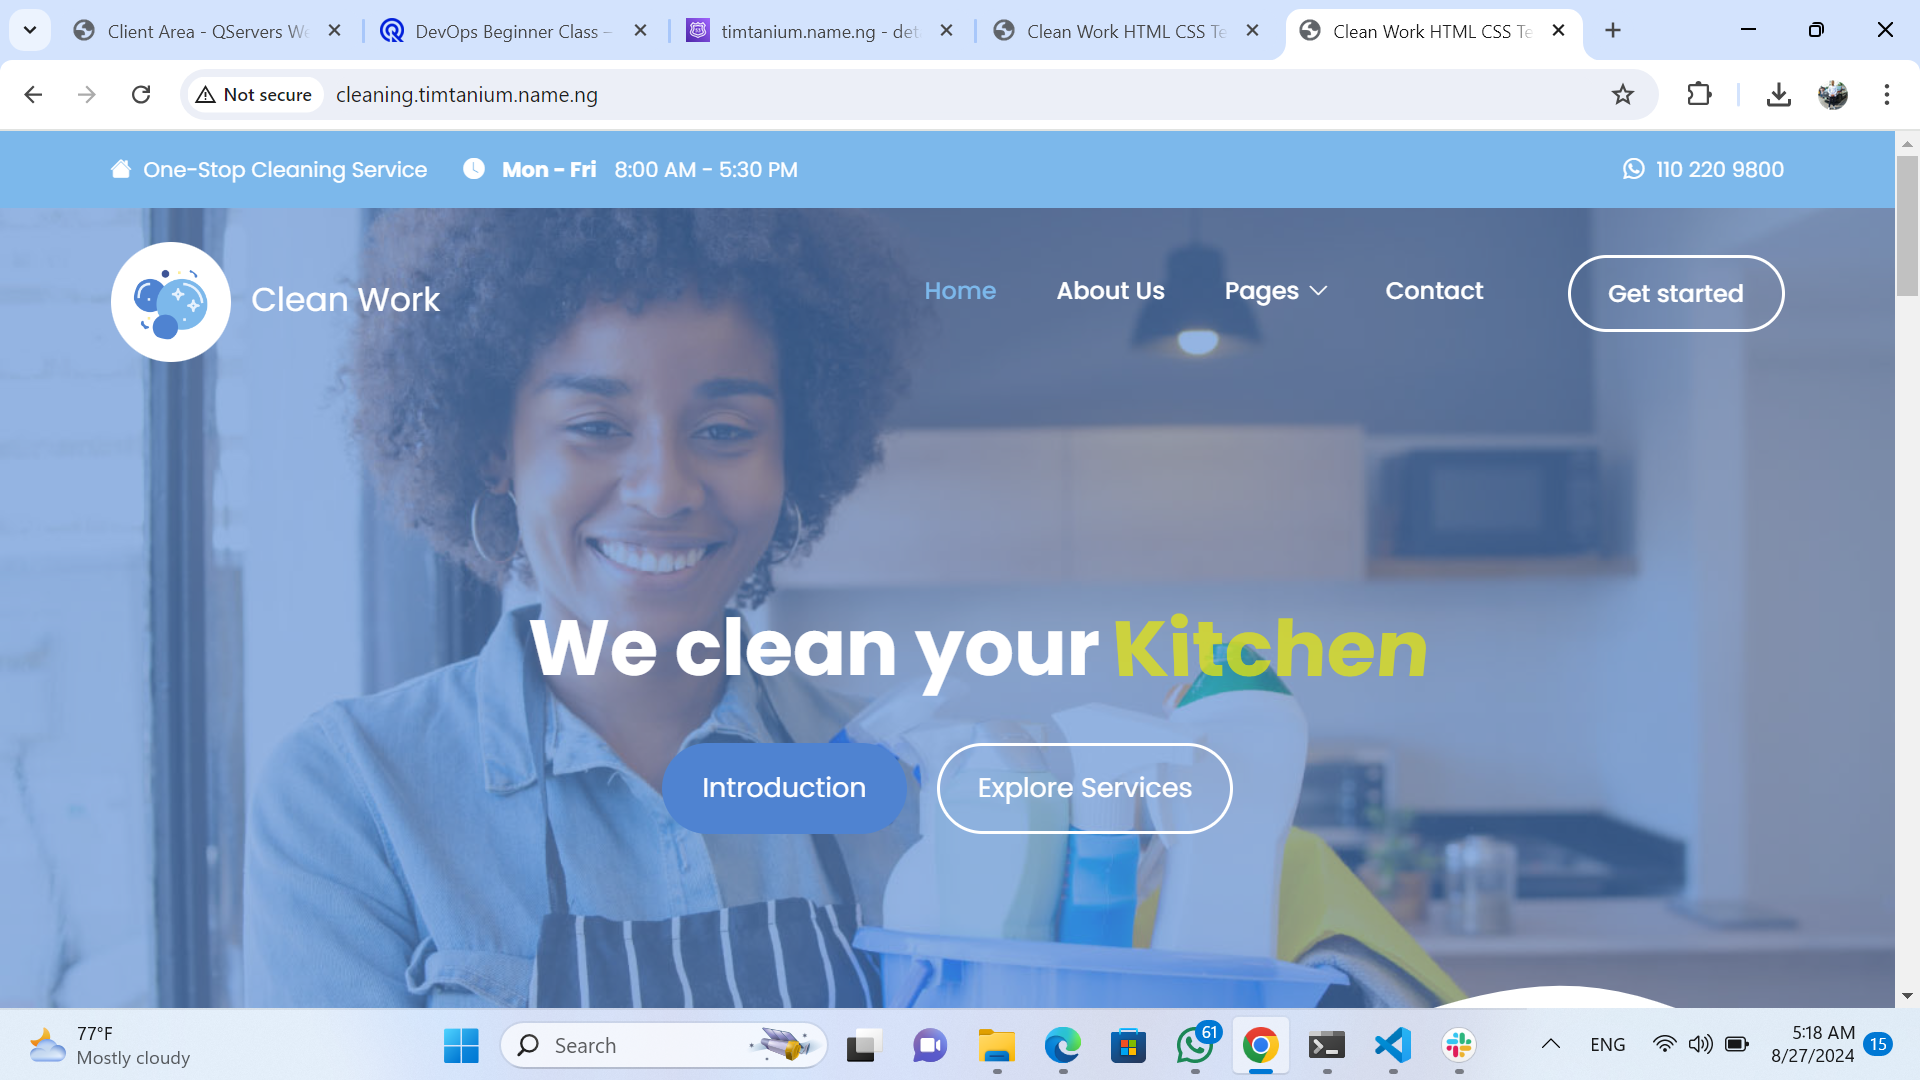 Client Area - QServers We
DevOps Beginner Class –
timtanium.name.ng - det
Clean Work HTML CSS Te
Clean Work HTML CSS Te
Not secure
cleaning.timtanium.name.ng
One-Stop Cleaning Service
Mon - Fri 8:00 AM - 5:30 PM
110 220 9800
Clean Work
Home
About Us
Pages
Contact
Get started
We clean your Kitchen
Introduction
Explore Services
77°F
Mostly cloudy
Search
61
ENG
5:18 AM
8/27/2024
15